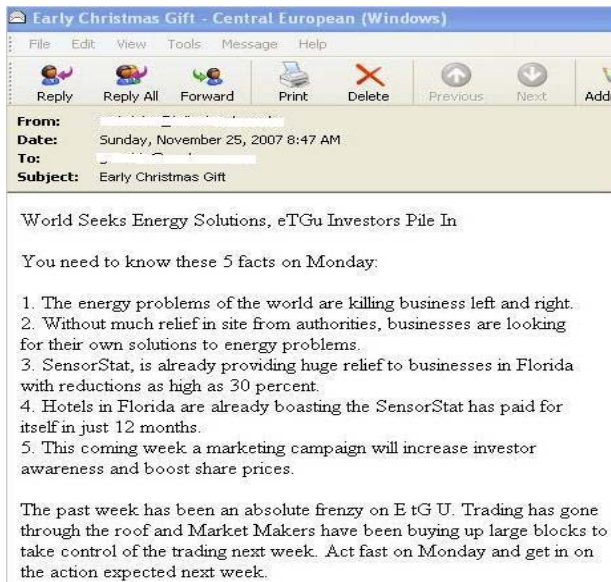 Early Christmas Gift - Central European (Windows)
File Edit View Tools Message Help
Reply Reply All Forward Print Delete Previous Next
From:
Date: Sunday, November 25, 2007 8:47 AM
To:
Subject: Early Christmas Gift
World Seeks Energy Solutions, eTGu Investors Pile In
You need to know these 5 facts on Monday:
1. The energy problems of the world are killing business left and right.
2. Without much relief in site from authorities, businesses are looking
for their own solutions to energy problems.
3. SensorStat, is already providing huge relief to businesses in Florida
with reductions as high as 30 percent.
4. Hotels in Florida are already boasting the SensorStat has paid for
itself in just 12 months.
5. This coming week a marketing campaign will increase investor
awareness and boost share prices.
The past week has been an absolute frenzy on E tG U. Trading has gone
through the roof and Market Makers have been buying up large blocks to
take control of the trading next week. Act fast on Monday and get in on
the action expected next week.